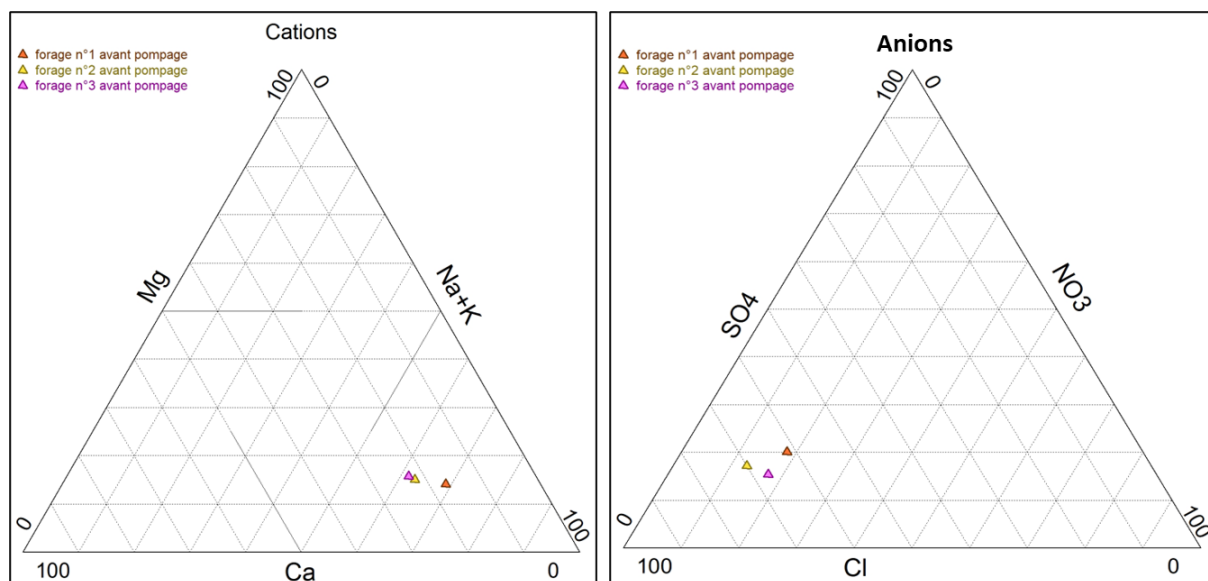 Cations
forage n°1 avant pompage
forage n°2 avant pompage
forage n°3 avant pompage
100
0
Mg
Na+K
0
100
100
Ca
0
Anions
forage n°1 avant pompage
forage n°2 avant pompage
forage n°3 avant pompage
100
0
SO4
NO3
0
100
100
Cl
0